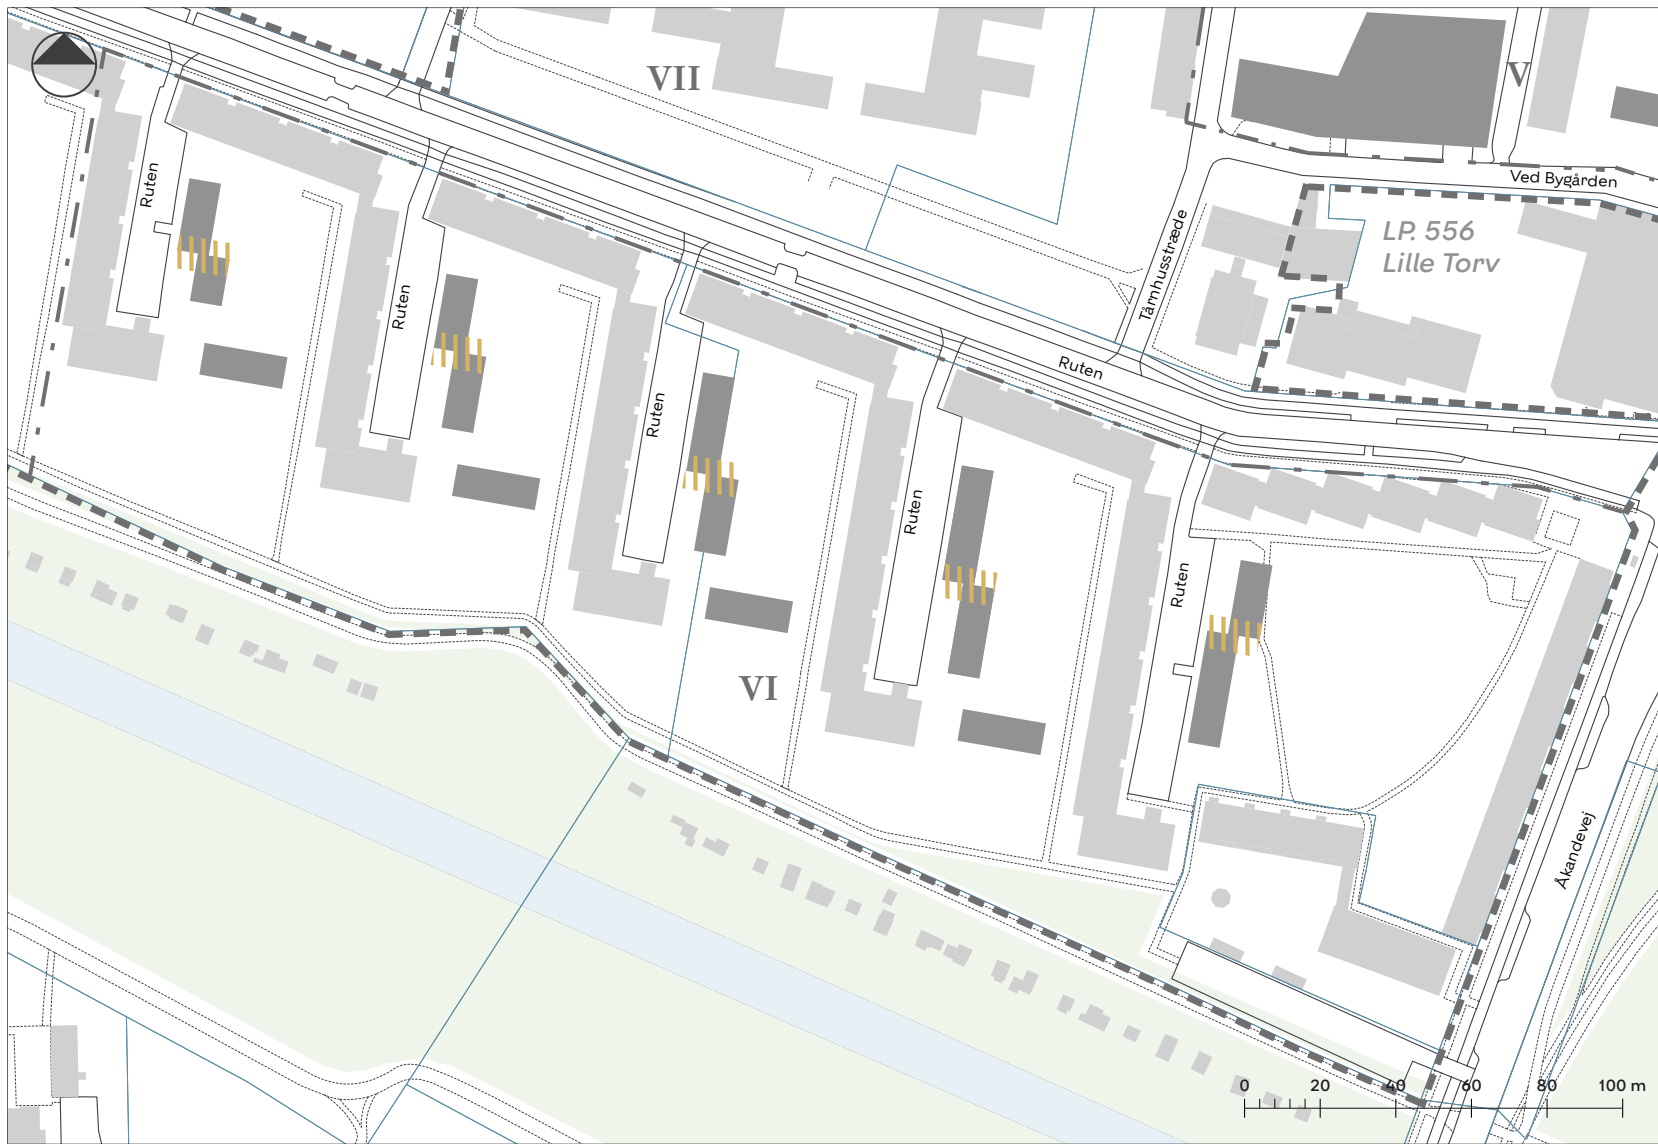 VII
V
Ved Bygården
Ruten
LP. 556
Lille Torv
Tårnhusstræde
Ruten
Ruten
Ruten
Ruten
Ruten
VI
Åkandevej
0 20 40 60 80 100 m